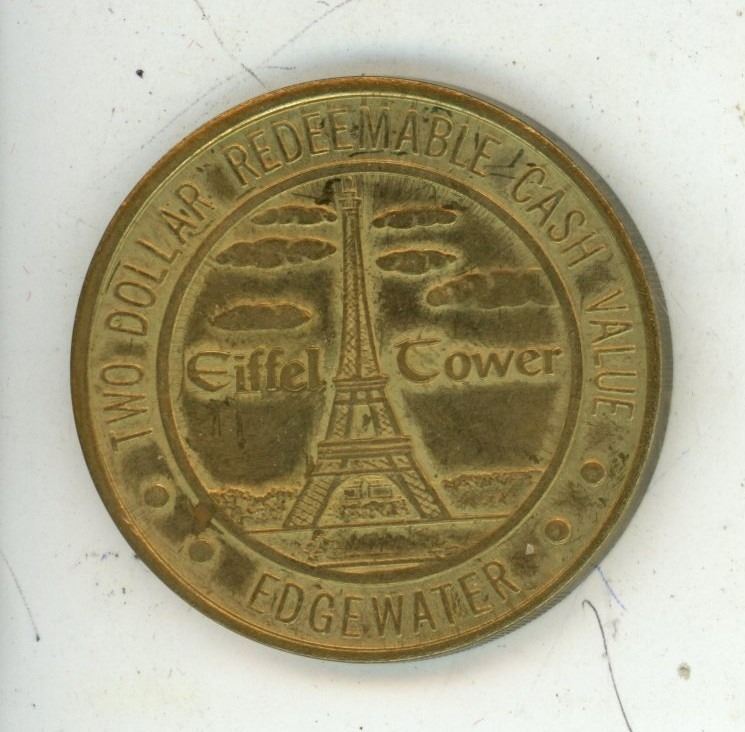 TWO DOLLAR REDEEMABLE CASH VALUE
Eiffel Tower
EDGEWATER